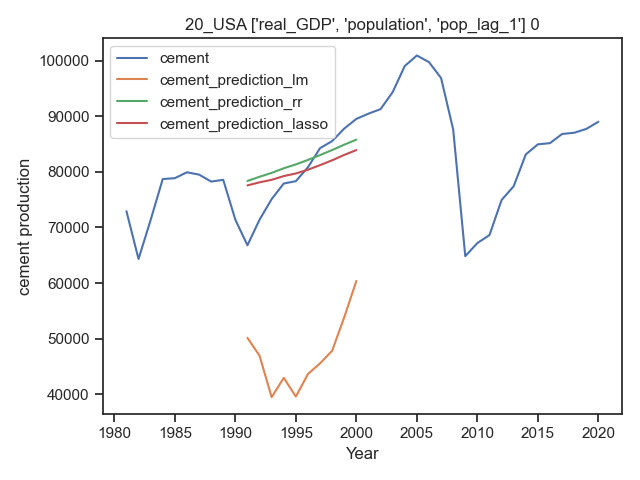 20_USA ['real_GDP', 'population', 'pop_lag_1'] 0
cement
cement_prediction_lm
cement_prediction_rr
cement_prediction_lasso
cement production
100000
90000
80000
70000
60000
50000
40000
1980 1985 1990 1995 2000 2005 2010 2015 2020
Year